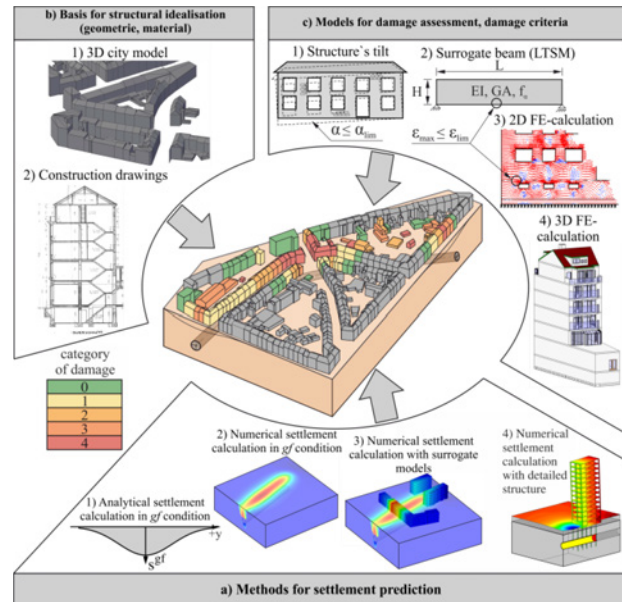 b) Basis for structural idealisation
(geometric, material)
1) 3D city model
2) Construction drawings
c) Models for damage assessment, damage criteria
1) Structure`s tilt
α ≤ αlim
2) Surrogate beam (LTSM)
L
H
EI, GA, fs
εmax ≤ εlim
3) 2D FE-calculation
4) 3D FE-
calculation
category
of damage
0
1
2
3
4
1) Analytical settlement
calculation in gf condition
+y
sgf
2) Numerical settlement
calculation in gf condition
3) Numerical settlement
calculation with surrogate
models
4) Numerical
settlement
calculation
with detailed
structure
a) Methods for settlement prediction